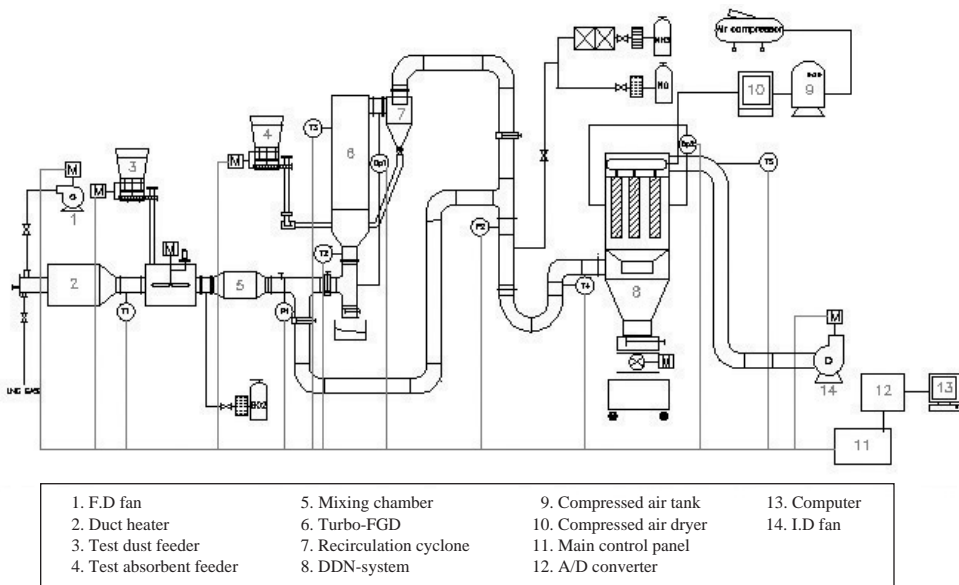 Air compressor
NH3
NO
10
9
M
3
4
T3
6
7
Dp1
Dp2
T5
M
M
G
1
M
F2
T2
2
5
8
T1
P1
T4
M
M
D
14
12
13
LNG GAS
SO2
11
1. F.D fan
2. Duct heater
3. Test dust feeder
4. Test absorbent feeder
5. Mixing chamber
6. Turbo-FGD
7. Recirculation cyclone
8. DDN-system
9. Compressed air tank
10. Compressed air dryer
11. Main control panel
12. A/D converter
13. Computer
14. I.D fan